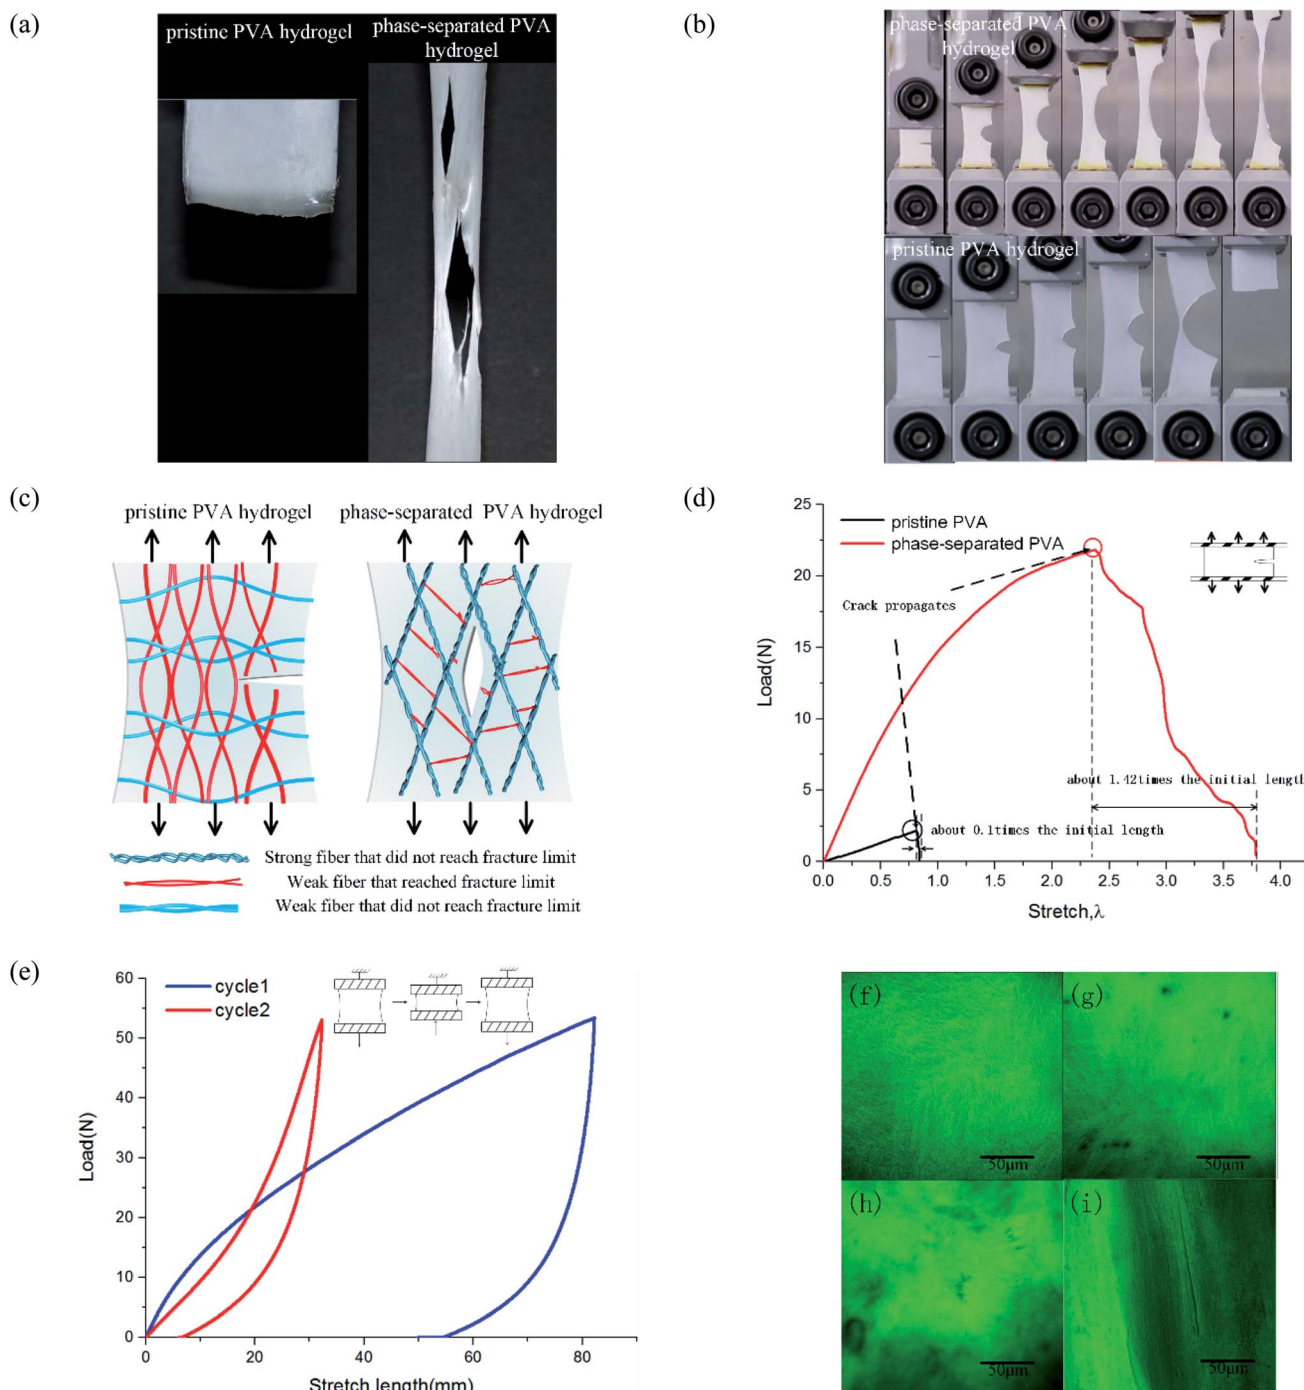 (a)
pristine PVA hydrogel
phase-separated PVA
hydrogel
(b)
phase-separated PVA
hydrogel
pristine PVA hydrogel
(c)
pristine PVA hydrogel
phase-separated PVA hydrogel
Strong fiber that did not reach fracture limit
Weak fiber that reached fracture limit
Weak fiber that did not reach fracture limit
(d)
25
20
15
10
5
0
Load(N)
pristine PVA
phase-separated PVA
Crack propagates
about 1.42times the initial length
about 0.1times the initial length
0.0 0.5 1.0 1.5 2.0 2.5 3.0 3.5 4.0
Stretch,λ
(e)
60
50
40
30
20
10
0
Load(N)
cycle1
cycle2
0 20 40 60 80
Stretch length(mm)
(f)
50μm
(g)
50μm
(h)
50μm
(i)
50μm